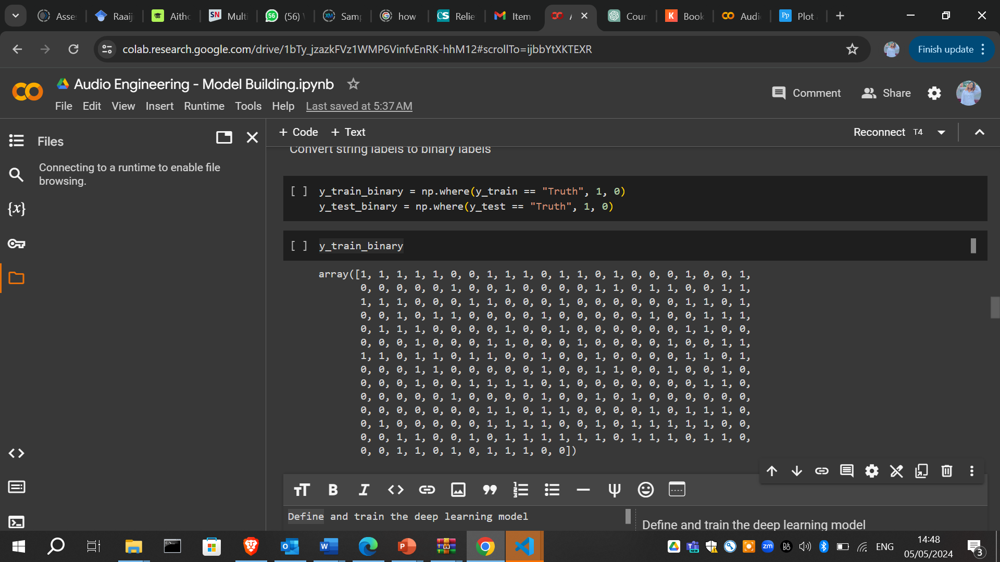 Asse
Raaij
Aitho
SN
Multi
56
(56)
XM
Sam
how
CS
Relie
Item
Cour
K
Book
Audi
Pp
Plot
colab.research.google.com/drive/1bTy_jzazkFVz1WMP6VinfvEnRK-hhM12#scrollTo=ijbbYtXKTEXR
Finish update
Audio Engineering - Model Building.ipynb
Comment
Share
File Edit View Insert Runtime Tools Help Last saved at 5:37 AM
Files
+ Code + Text
Reconnect T4
Connecting to a runtime to enable file
browsing.
Convert string labels to binary labels
[ ] y_train_binary = np.where(y_train == "Truth", 1, 0)
y_test_binary = np.where(y_test == "Truth", 1, 0)
[ ] y_train_binary
array([1, 1, 1, 1, 1, 0, 0, 1, 1, 1, 0, 1, 1, 0, 1, 0, 0, 0, 1, 0, 0, 1,
0, 0, 0, 0, 0, 1, 0, 0, 1, 0, 0, 0, 0, 1, 1, 0, 1, 1, 0, 0, 1, 1,
1, 1, 1, 0, 0, 0, 1, 1, 0, 0, 0, 1, 0, 0, 0, 0, 0, 0, 1, 1, 0, 1,
0, 0, 1, 0, 1, 1, 0, 0, 0, 0, 1, 0, 0, 0, 0, 0, 1, 0, 0, 1, 1, 1,
0, 1, 1, 1, 0, 0, 0, 0, 1, 0, 0, 1, 0, 0, 0, 0, 0, 0, 1, 1, 0, 0,
0, 0, 0, 1, 0, 0, 0, 1, 1, 0, 0, 0, 1, 0, 0, 0, 0, 1, 0, 0, 1, 1,
1, 1, 0, 1, 1, 0, 1, 1, 0, 0, 1, 0, 0, 1, 0, 0, 0, 0, 1, 1, 0, 1,
0, 0, 0, 1, 1, 0, 0, 0, 0, 0, 1, 0, 0, 1, 1, 0, 0, 1, 0, 0, 1, 0,
0, 0, 0, 1, 0, 0, 1, 1, 1, 1, 0, 1, 0, 0, 0, 0, 0, 0, 0, 1, 1, 0,
0, 0, 0, 0, 0, 1, 0, 0, 0, 0, 1, 0, 0, 1, 0, 1, 0, 0, 0, 0, 0, 0,
0, 0, 0, 0, 0, 0, 0, 1, 1, 0, 1, 1, 0, 0, 0, 0, 1, 0, 1, 1, 1, 0,
0, 1, 0, 0, 0, 0, 0, 1, 1, 1, 1, 0, 0, 1, 0, 1, 1, 1, 1, 1, 0, 0,
0, 0, 1, 1, 0, 0, 1, 0, 1, 1, 1, 1, 1, 1, 0, 1, 1, 1, 0, 1, 1, 0,
0, 0, 1, 1, 0, 1, 0, 1, 1, 1, 0, 0])
Define and train the deep learning model
Define and train the deep learning model
zm
ENG
14:48
05/05/2024
3